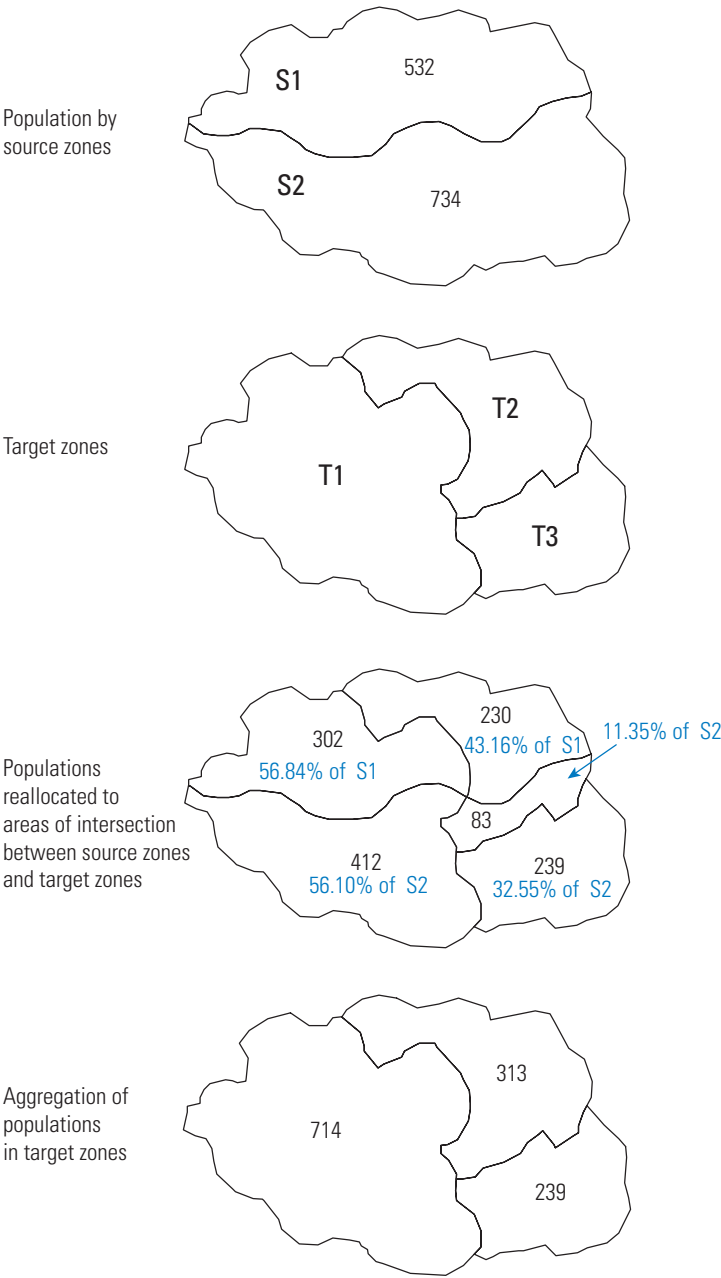 Population by
source zones
S1
532
S2
734
Target zones
T1
T2
T3
Populations
reallocated to
areas of intersection
between source zones
and target zones
302
56.84% of S1
230
43.16% of S1
11.35% of S2
83
412
56.10% of S2
239
32.55% of S2
Aggregation of
populations
in target zones
714
313
239